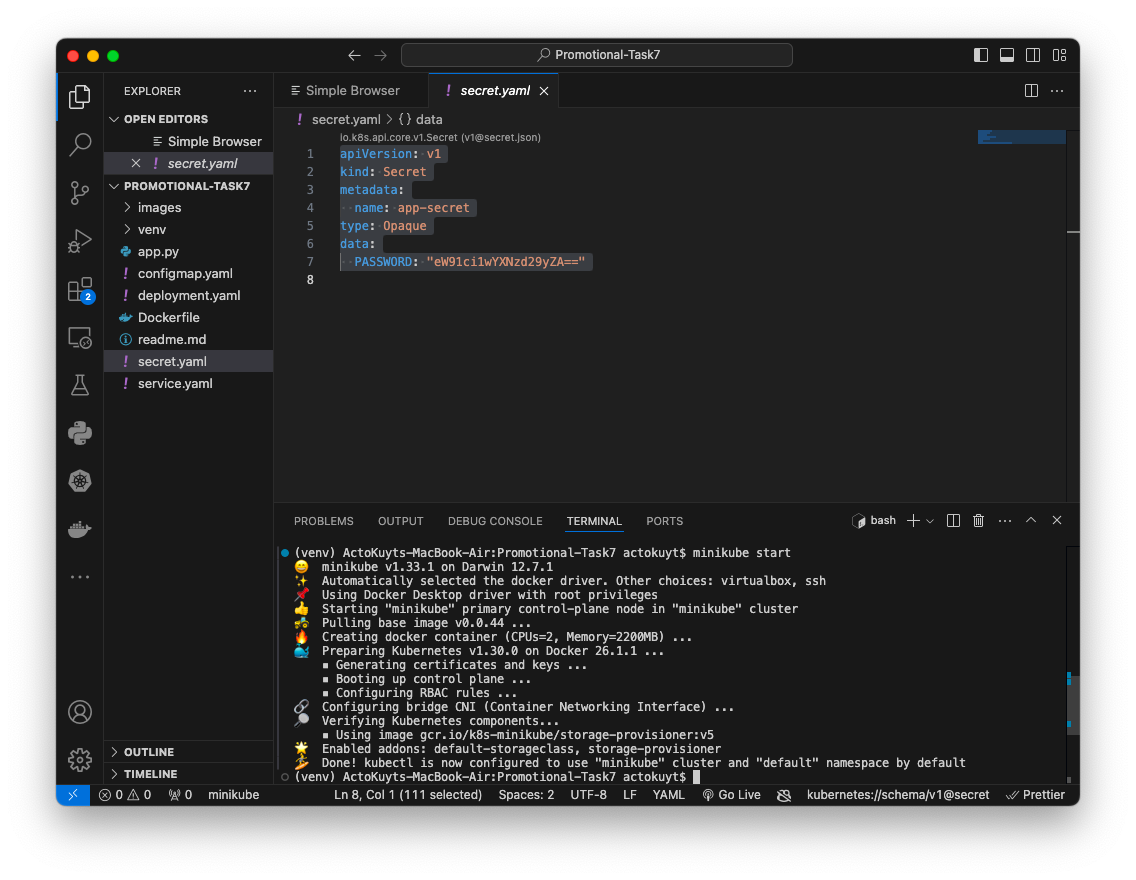 Promotional-Task7
EXPLORER
OPEN EDITORS
Simple Browser
! secret.yaml
PROMOTIONAL-TASK7
images
venv
app.py
! configmap.yaml
! deployment.yaml
Dockerfile
readme.md
! secret.yaml
! service.yaml
OUTLINE
TIMELINE
2
Simple Browser
! secret.yaml
! secret.yaml > {} data
io.k8s.api.core.v1.Secret (v1@secret.json)
1 apiVersion: v1
2 kind: Secret
3 metadata:
4   name: app-secret
5 type: Opaque
6 data:
7   PASSWORD: "eW91ci1wYXNzd29yZA=="
8
PROBLEMS OUTPUT DEBUG CONSOLE TERMINAL PORTS bash
(venv) ActoKuyts-MacBook-Air:Promotional-Task7 actokuyt$ minikube start
😄 minikube v1.33.1 on Darwin 12.7.1
✨ Automatically selected the docker driver. Other choices: virtualbox, ssh
📌 Using Docker Desktop driver with root privileges
👍 Starting "minikube" primary control-plane node in "minikube" cluster
🚜 Pulling base image v0.0.44 ...
🔥 Creating docker container (CPUs=2, Memory=2200MB) ...
🐳 Preparing Kubernetes v1.30.0 on Docker 26.1.1 ...
▪ Generating certificates and keys ...
▪ Booting up control plane ...
▪ Configuring RBAC rules ...
🔗 Configuring bridge CNI (Container Networking Interface) ...
🔎 Verifying Kubernetes components...
▪ Using image gcr.io/k8s-minikube/storage-provisioner:v5
🌟 Enabled addons: default-storageclass, storage-provisioner
🏄 Done! kubectl is now configured to use "minikube" cluster and "default" namespace by default
(venv) ActoKuyts-MacBook-Air:Promotional-Task7 actokuyt$
0 0 0 minikube Ln 8, Col 1 (111 selected) Spaces: 2 UTF-8 LF YAML Go Live kubernetes://schema/v1@secret Prettier